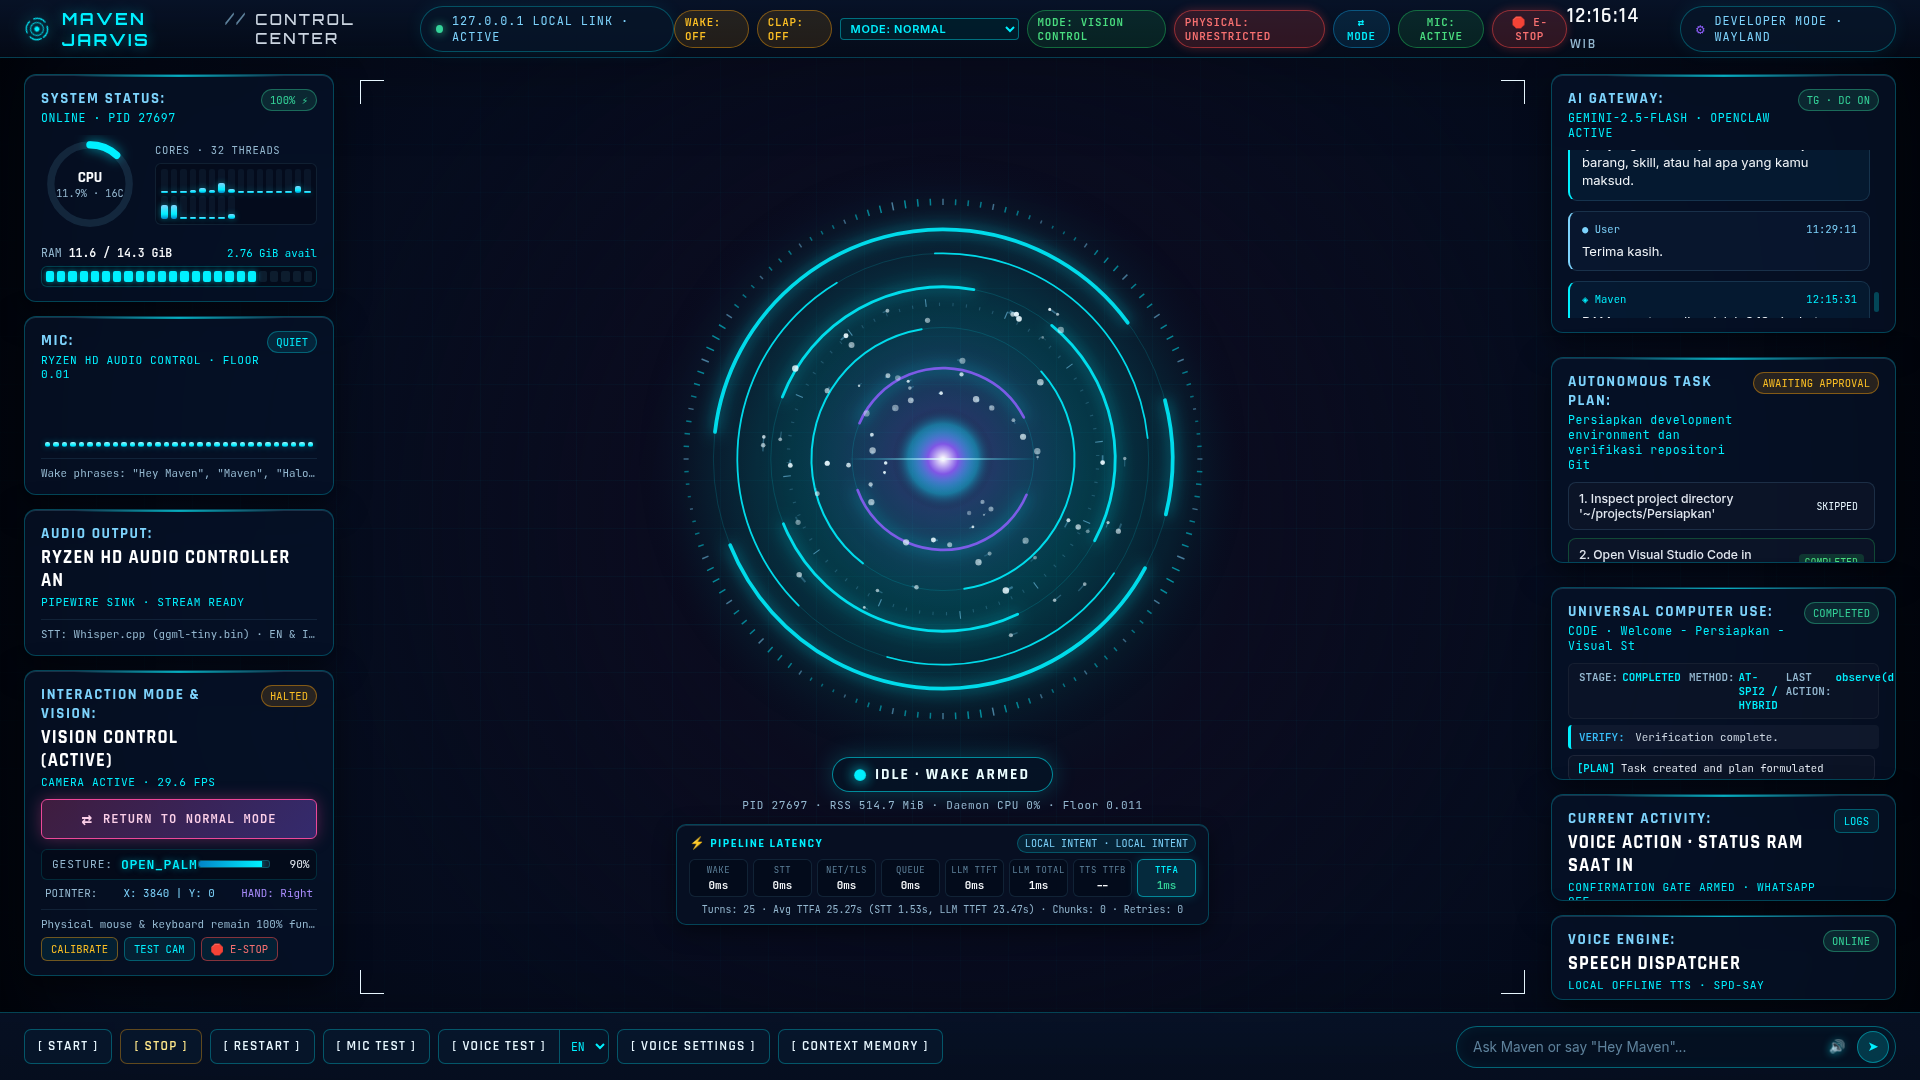 MAVEN JARVIS
// CONTROL CENTER
127.0.0.1 LOCAL LINK · ACTIVE
WAKE: OFF
CLAP: OFF
MODE: NORMAL
MODE: VISION CONTROL
PHYSICAL: UNRESTRICTED
⇄ MODE
MIC: ACTIVE
🛑 E-STOP
12:16:14 WIB
⚙ DEVELOPER MODE · WAYLAND
SYSTEM STATUS:
100% ⚡
ONLINE · PID 27697
CPU
11.9% · 16C
CORES · 32 THREADS
RAM 11.6 / 14.3 GiB
2.76 GiB avail
MIC:
QUIET
RYZEN HD AUDIO CONTROL · FLOOR
0.01
Wake phrases: "Hey Maven", "Maven", "Halo…
AUDIO OUTPUT:
RYZEN HD AUDIO CONTROLLER
AN
PIPEWIRE SINK · STREAM READY
STT: Whisper.cpp (ggml-tiny.bin) · EN & I…
INTERACTION MODE &
VISION:
HALTED
VISION CONTROL
(ACTIVE)
CAMERA ACTIVE · 29.6 FPS
⇄ RETURN TO NORMAL MODE
GESTURE: OPEN_PALM 90%
POINTER: X: 3840 | Y: 0 HAND: Right
Physical mouse & keyboard remain 100% fun…
CALIBRATE
TEST CAM
🛑 E-STOP
IDLE · WAKE ARMED
PID 27697 · RSS 514.7 MiB · Daemon CPU 0% · Floor 0.011
⚡ PIPELINE LATENCY
LOCAL INTENT · LOCAL INTENT
WAKE 0ms
STT 0ms
NET/TLS 0ms
QUEUE 0ms
LLM TTFT 0ms
LLM TOTAL 1ms
TTS TTFB --
TTFA 1ms
Turns: 25 · Avg TTFA 25.27s (STT 1.53s, LLM TTFT 23.47s) · Chunks: 0 · Retries: 0
AI GATEWAY:
TG · DC ON
GEMINI-2.5-FLASH · OPENCLAW
ACTIVE
barang, skill, atau hal apa yang kamu
maksud.
● User 11:29:11
Terima kasih.
◈ Maven 12:15:31
AUTONOMOUS TASK
PLAN:
AWAITING APPROVAL
Persiapkan development
environment dan
verifikasi repositori
Git
1. Inspect project directory
'~/projects/Persiapkan'
SKIPPED
2. Open Visual Studio Code in
COMPLETED
UNIVERSAL COMPUTER USE:
COMPLETED
CODE · Welcome - Persiapkan -
Visual St
STAGE: COMPLETED METHOD: AT-SPI2 / HYBRID LAST ACTION: observe(d
VERIFY: Verification complete.
[PLAN] Task created and plan formulated
CURRENT ACTIVITY:
LOGS
VOICE ACTION · STATUS RAM
SAAT IN
CONFIRMATION GATE ARMED · WHATSAPP
VOICE ENGINE:
ONLINE
SPEECH DISPATCHER
LOCAL OFFLINE TTS · SPD-SAY
[ START ]
[ STOP ]
[ RESTART ]
[ MIC TEST ]
[ VOICE TEST ]
EN
[ VOICE SETTINGS ]
[ CONTEXT MEMORY ]
Ask Maven or say "Hey Maven"...